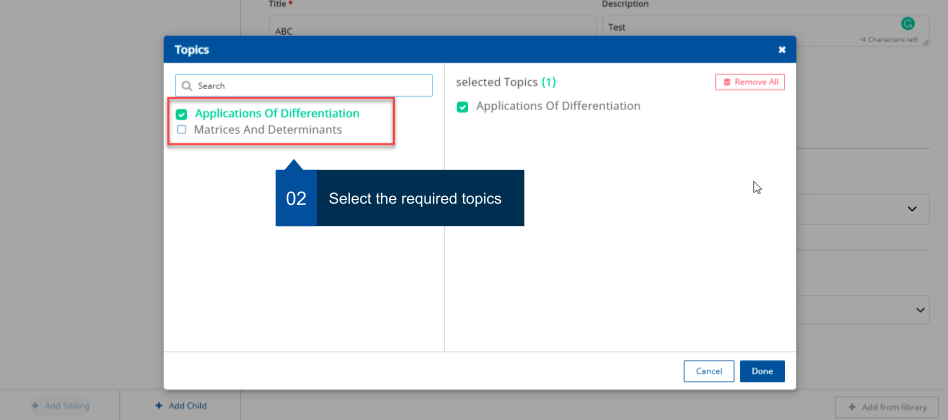 Title *
Description
ABC
Test
-4 Characters left
Topics
Search
Applications Of Differentiation
Matrices And Determinants
selected Topics (1)
Remove All
Applications Of Differentiation
02 Select the required topics
Cancel
Done
+ Add Sibling
+ Add Child
+ Add from library